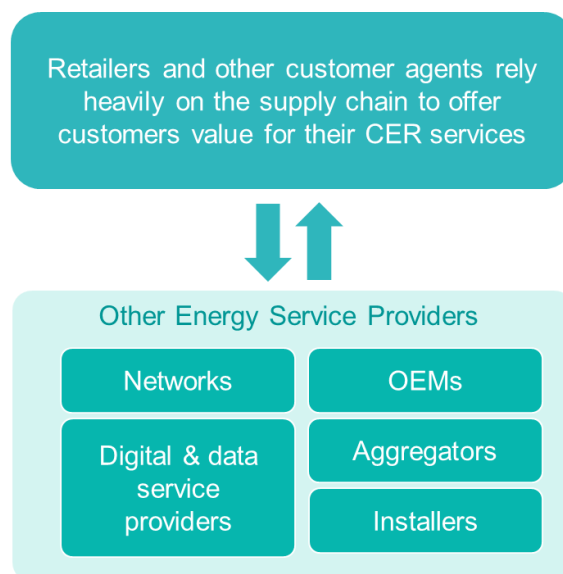 Retailers and other customer agents rely
heavily on the supply chain to offer
customers value for their CER services
Other Energy Service Providers
Networks
OEMs
Digital & data
service
providers
Aggregators
Installers